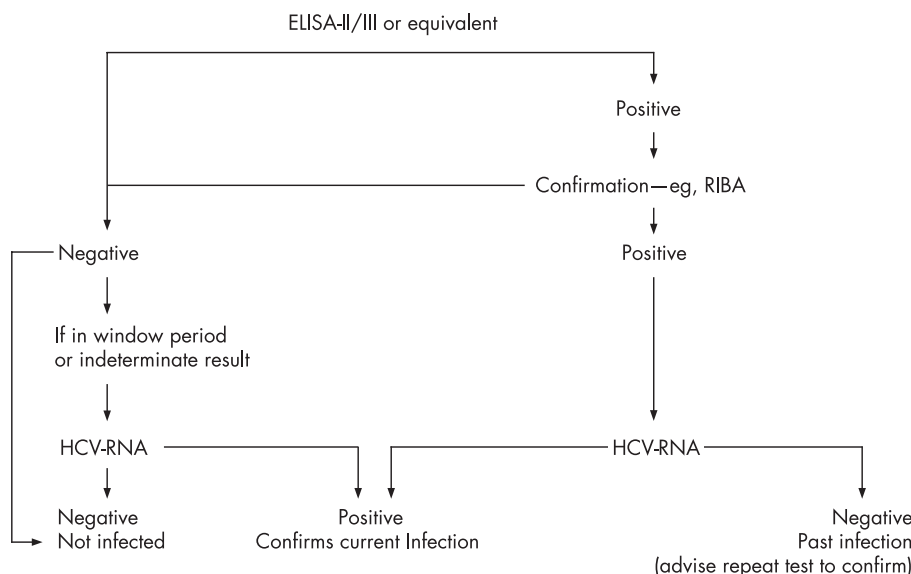 ELISA-II/III or equivalent
Positive
Confirmation—eg, RIBA
Negative
Positive
If in window period
or indeterminate result
HCV-RNA
HCV-RNA
Negative
Not infected
Positive
Confirms current Infection
Negative
Past infection
(advise repeat test to confirm)